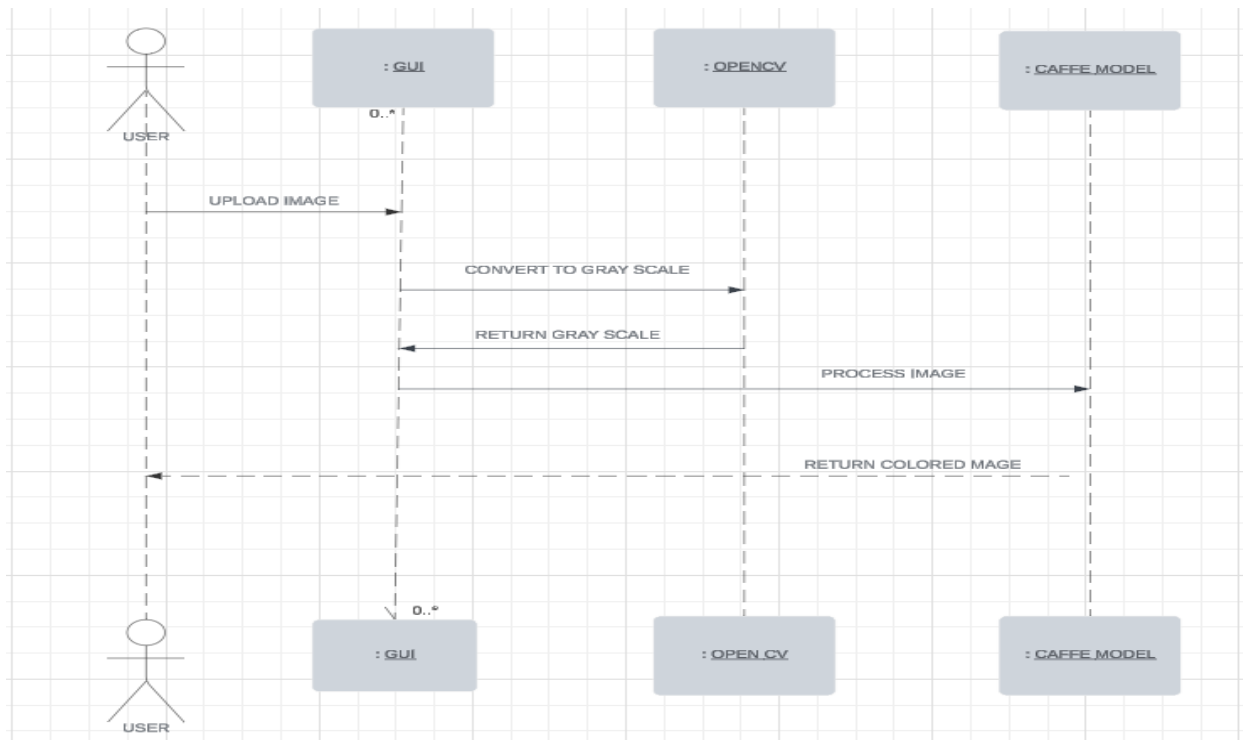 : GUI
: OPENCV
: CAFFE MODEL
0..*
USER
UPLOAD IMAGE
CONVERT TO GRAY SCALE
RETURN GRAY SCALE
PROCESS IMAGE
RETURN COLORED MAGE
0..*
: GUI
: OPEN CV
: CAFFE MODEL
USER